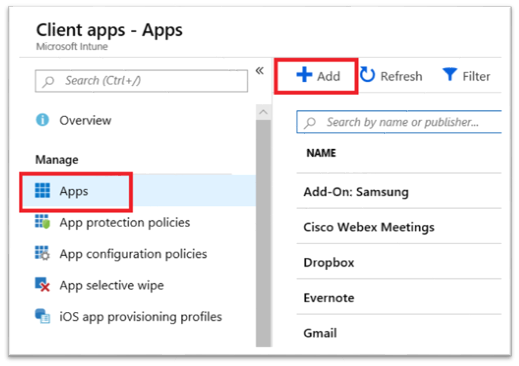 Client apps - Apps
Microsoft Intune
Search (Ctrl+/)
«
Overview
Manage
Apps
App protection policies
App configuration policies
App selective wipe
iOS app provisioning profiles
Add
Refresh
Filter
Search by name or publisher...
NAME
Add-On: Samsung
Cisco Webex Meetings
Dropbox
Evernote
Gmail